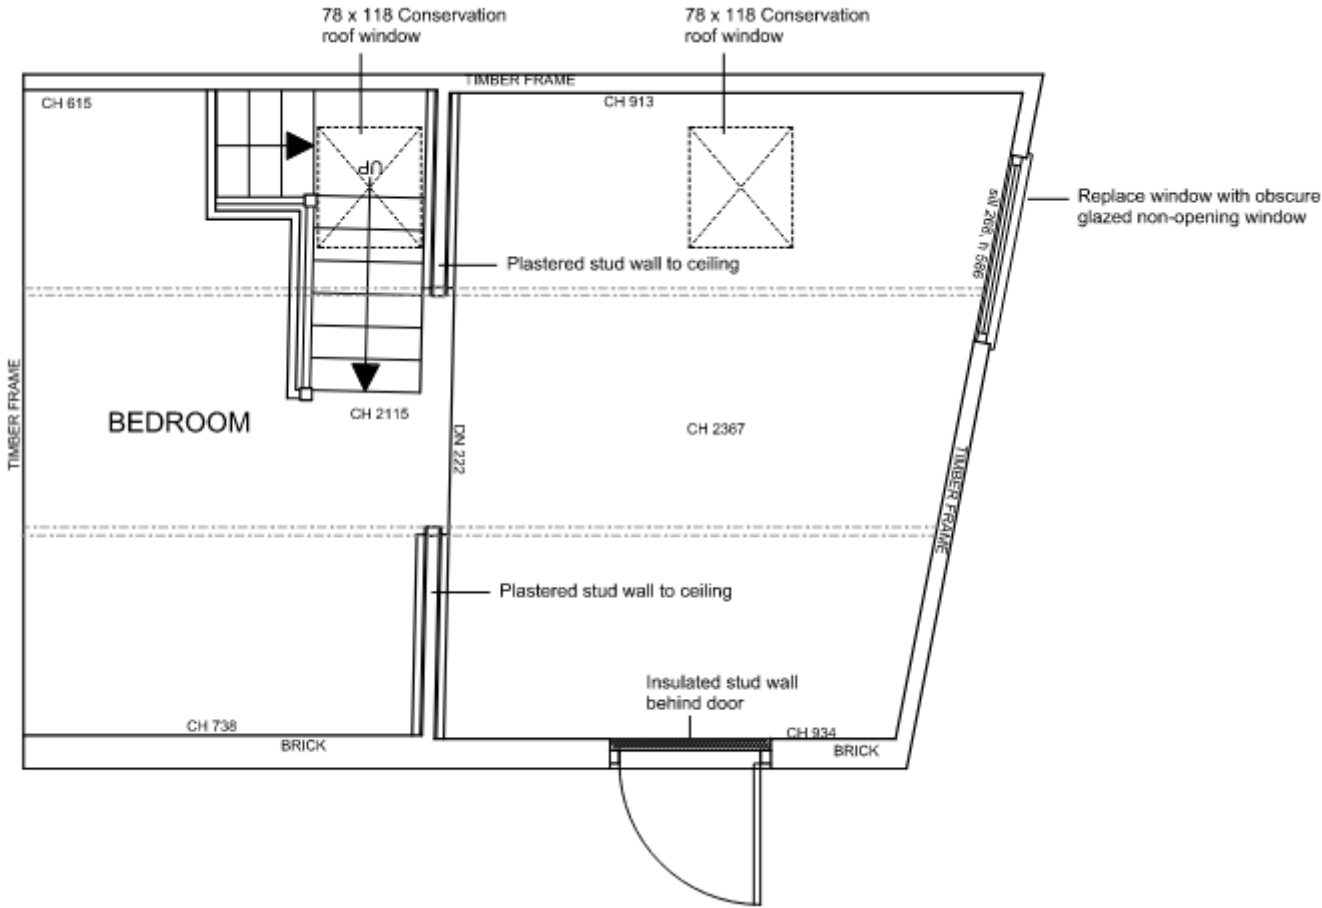 78 x 118 Conservation
roof window
78 x 118 Conservation
roof window
TIMBER FRAME
CH 615
CH 913
UP
Replace window with obscure
glazed non-opening window
sill 266, h 586
Plastered stud wall to ceiling
TIMBER FRAME
BEDROOM
CH 2115
DN 222
CH 2367
TIMBER FRAME
Plastered stud wall to ceiling
Insulated stud wall
behind door
CH 738
BRICK
CH 934
BRICK